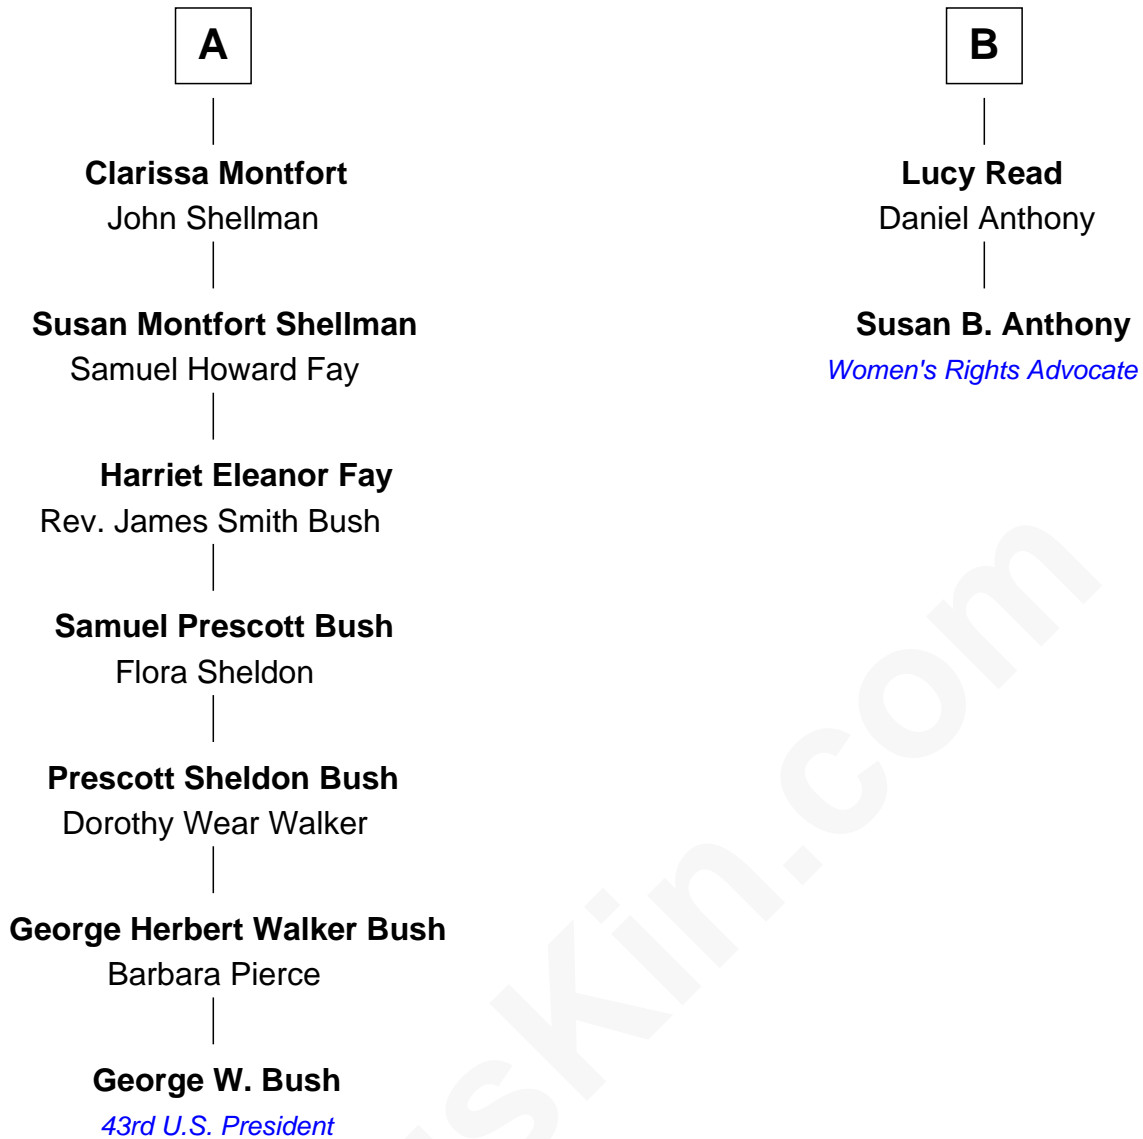 A
Clarissa Montfort
John Shellman
Susan Montfort Shellman
Samuel Howard Fay
Harriet Eleanor Fay
Rev. James Smith Bush
Samuel Prescott Bush
Flora Sheldon
Prescott Sheldon Bush
Dorothy Wear Walker
George Herbert Walker Bush
Barbara Pierce
George W. Bush
43rd U.S. President
B
Lucy Read
Daniel Anthony
Susan B. Anthony
Women's Rights Advocate